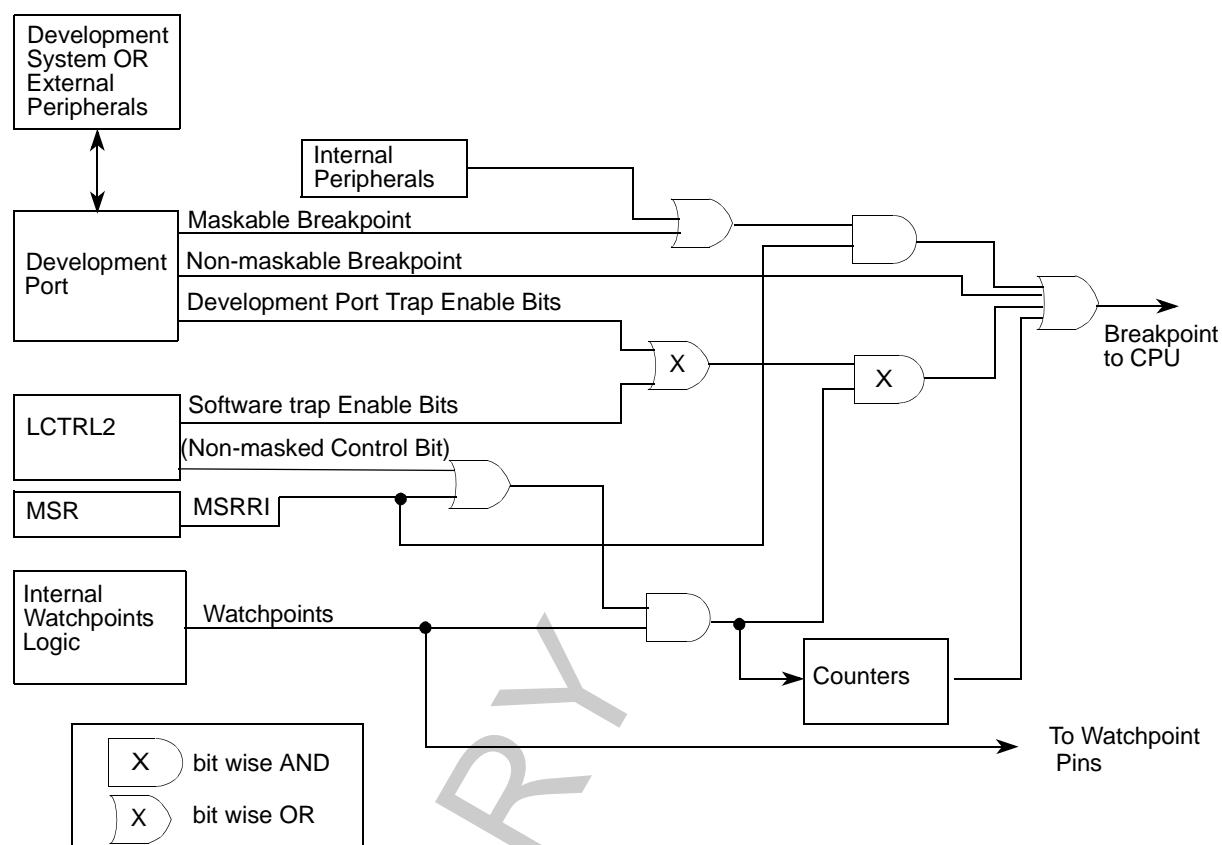 Development
System OR
External
Peripherals
Internal
Peripherals
Maskable Breakpoint
Development
Port
Non-maskable Breakpoint
Development Port Trap Enable Bits
Breakpoint
to CPU
X
X
LCTRL2
Software trap Enable Bits
(Non-masked Control Bit)
MSR
MSRRI
Internal
Watchpoints
Logic
Watchpoints
Counters
To Watchpoint
Pins
X bit wise AND
X bit wise OR
RY